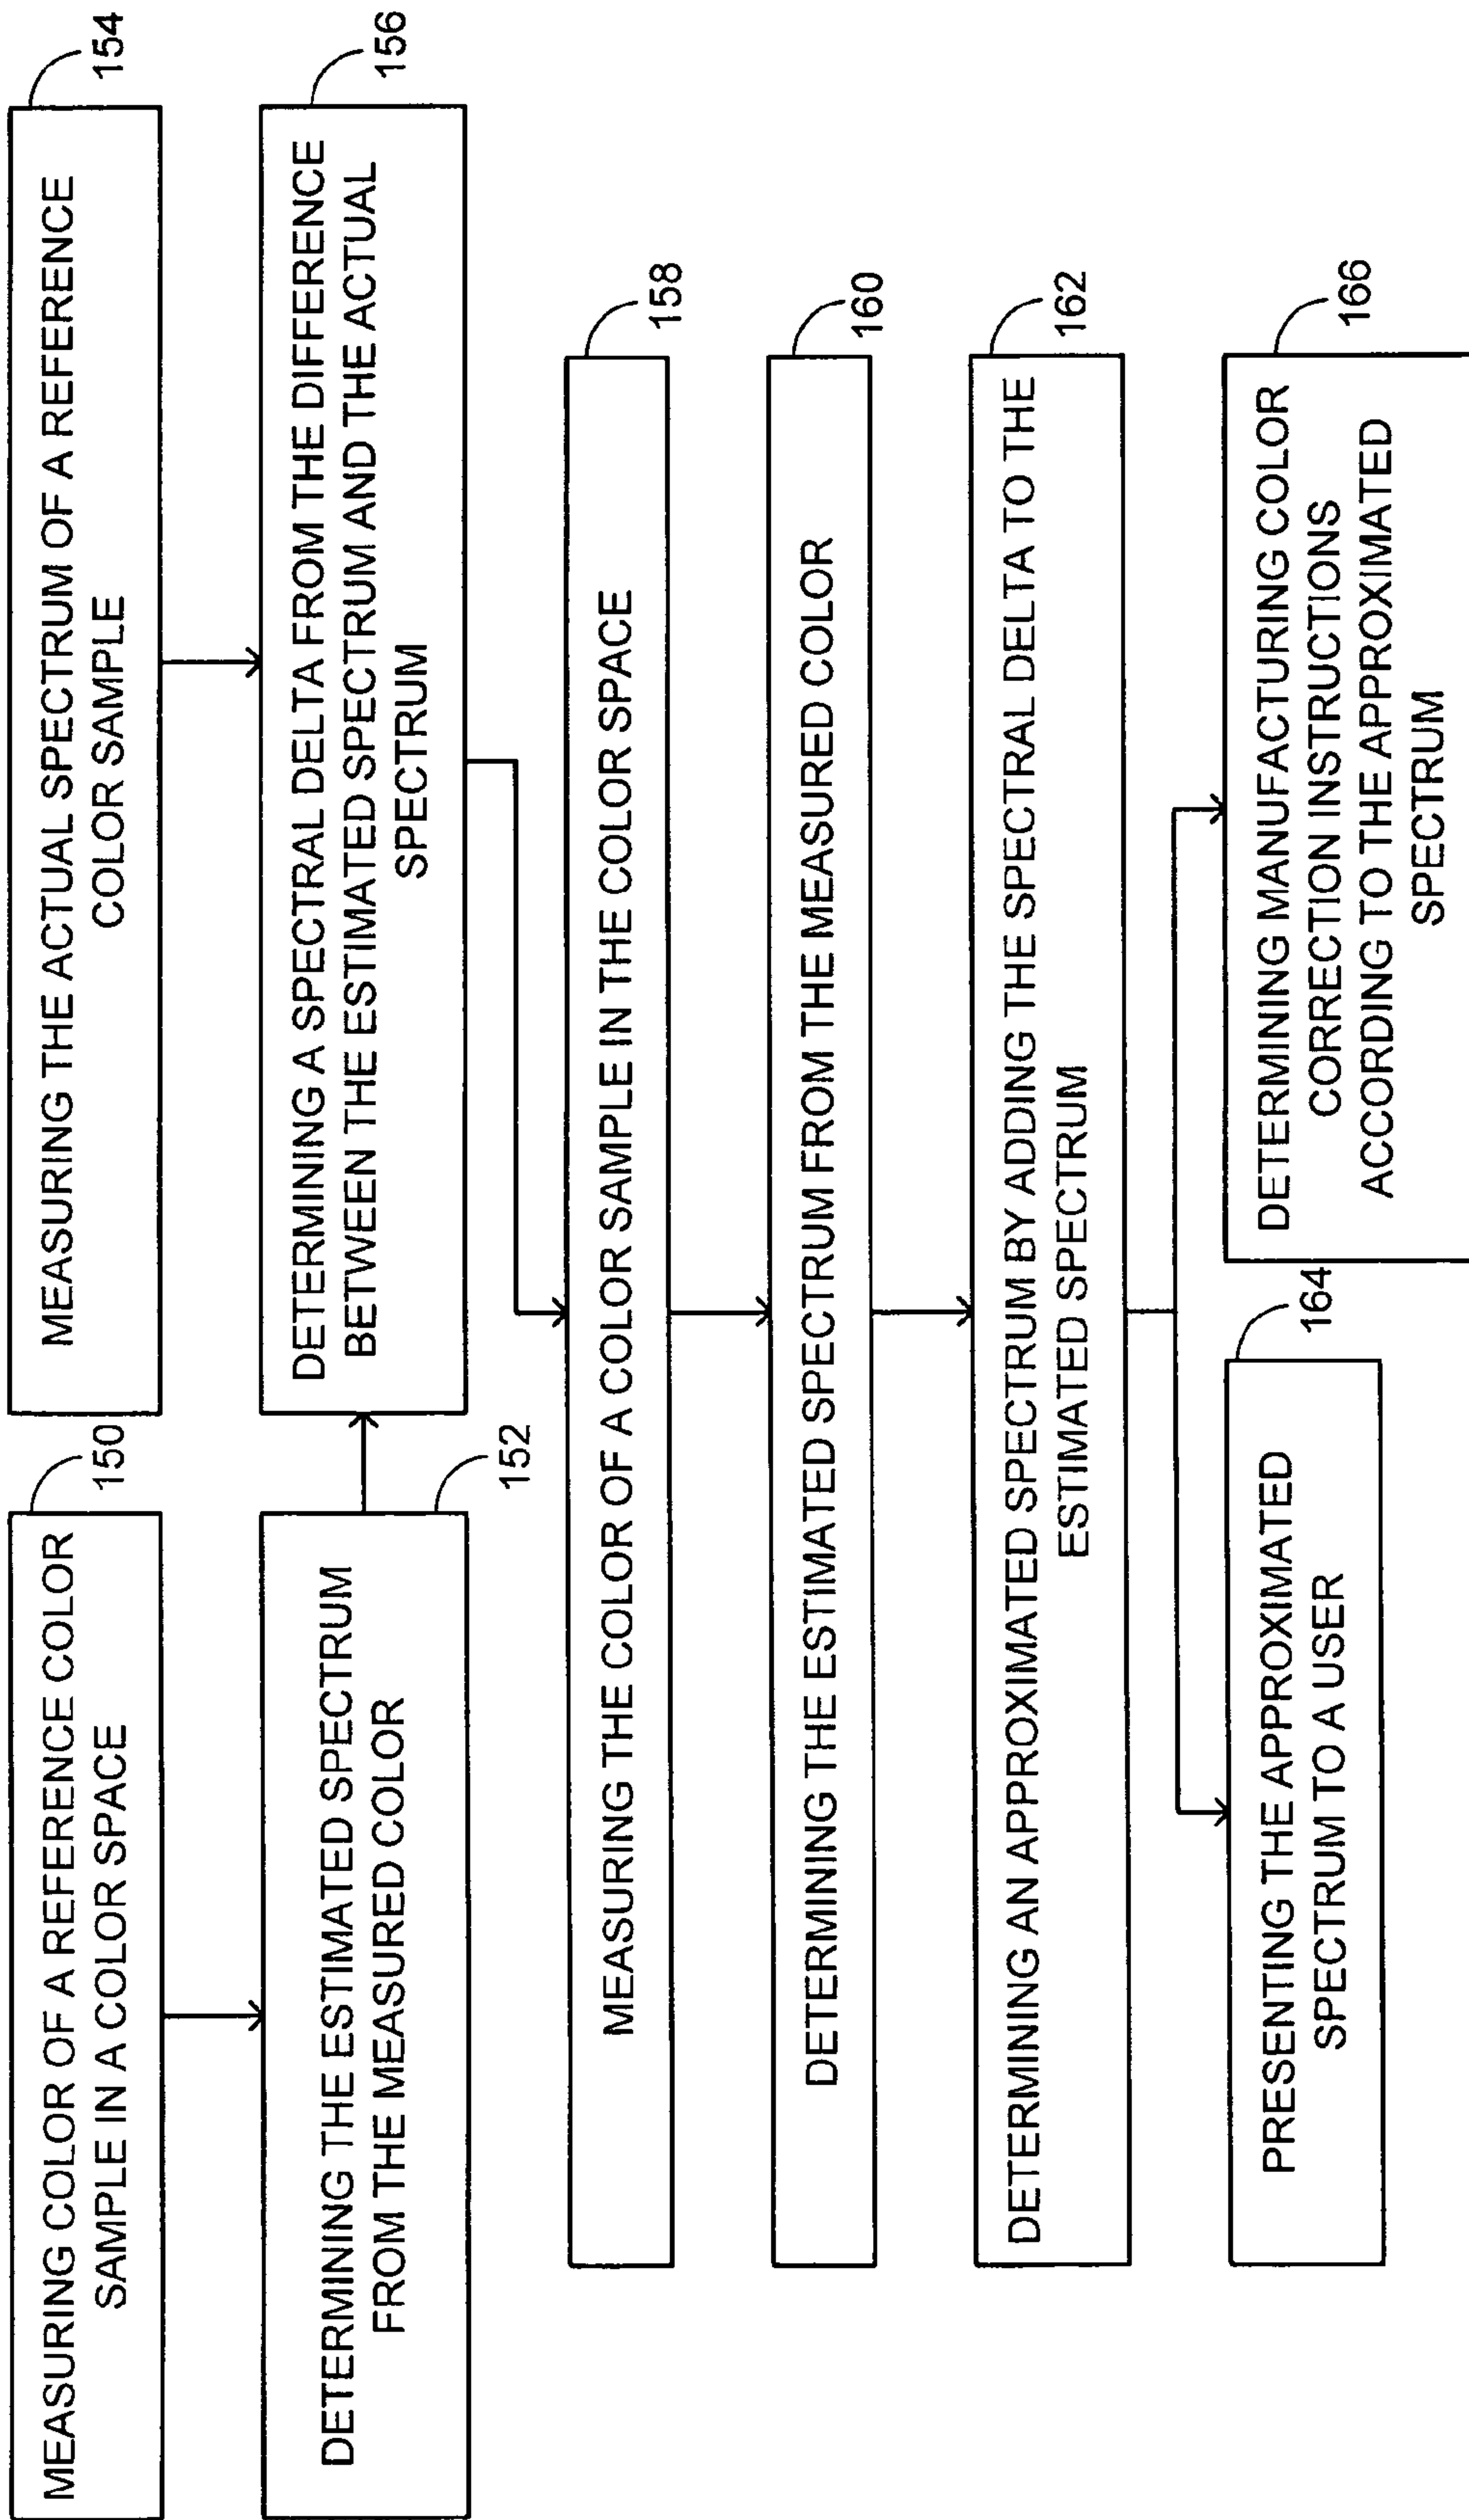 MEASURING COLOR OF A REFERENCE COLOR
SAMPLE IN A COLOR SPACE
150
MEASURING THE ACTUAL SPECTRUM OF A REFERENCE
COLOR SAMPLE
154
DETERMINING THE ESTIMATED SPECTRUM
FROM THE MEASURED COLOR
152
DETERMINING A SPECTRAL DELTA FROM THE DIFFERENCE
BETWEEN THE ESTIMATED SPECTRUM AND THE ACTUAL
SPECTRUM
156
MEASURING THE COLOR OF A COLOR SAMPLE IN THE COLOR SPACE
158
DETERMINING THE ESTIMATED SPECTRUM FROM THE MEASURED COLOR
160
DETERMINING AN APPROXIMATED SPECTRUM BY ADDING THE SPECTRAL DELTA TO THE
ESTIMATED SPECTRUM
162
PRESENTING THE APPROXIMATED
SPECTRUM TO A USER
164
DETERMINING MANUFACTURING COLOR
CORRECTION INSTRUCTIONS
ACCORDING TO THE APPROXIMATED
SPECTRUM
166